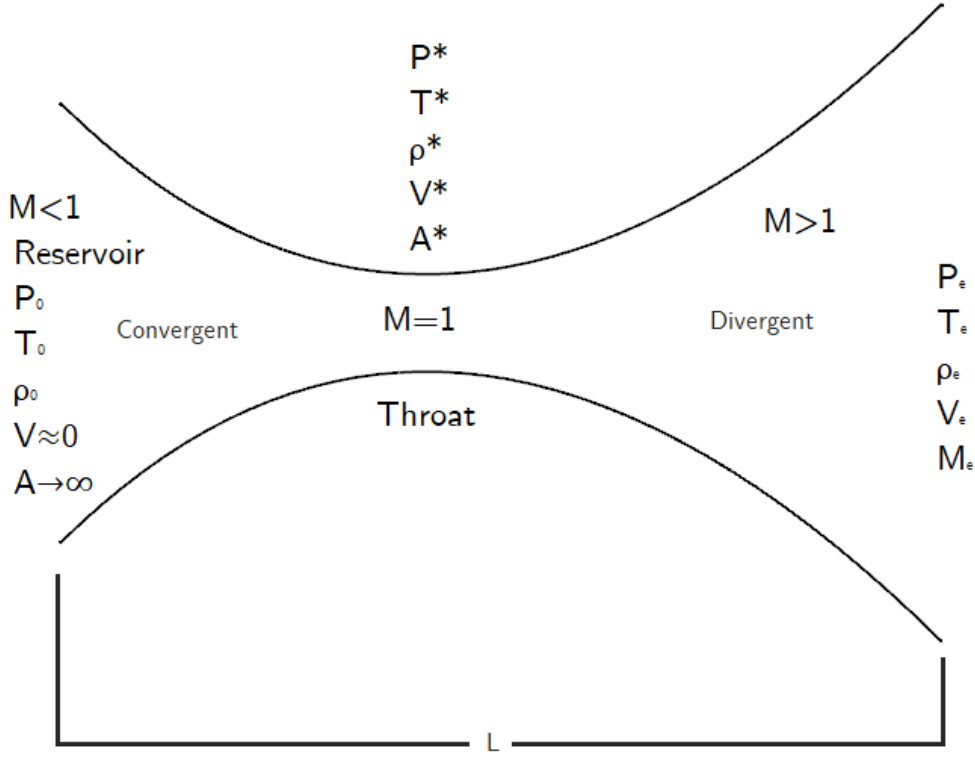 P*
T*
ρ*
V*
A*
M<1
Reservoir
P₀
T₀
ρ₀
V≈0
A→∞
Convergent
M=1
Throat
M>1
Divergent
Pₑ
Tₑ
ρₑ
Vₑ
Mₑ
L